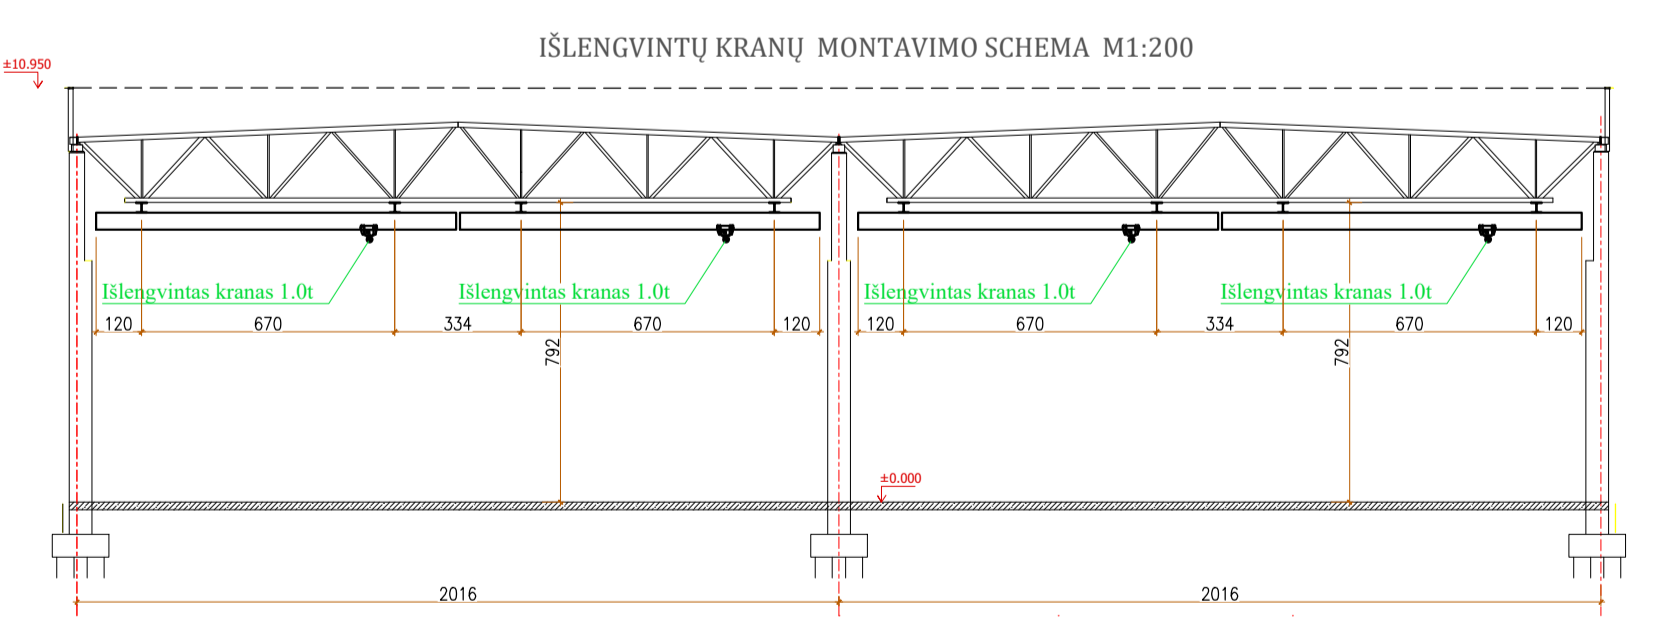 IŠLENGVINTŲ KRANŲ MONTAVIMO SCHEMA M1:200
±10.950
Išlengvintas kranas 1.0t
Išlengvintas kranas 1.0t
Išlengvintas kranas 1.0t
Išlengvintas kranas 1.0t
120 670 334 670 120 120 670 334 670 120
792 792
±0.000
2016 2016